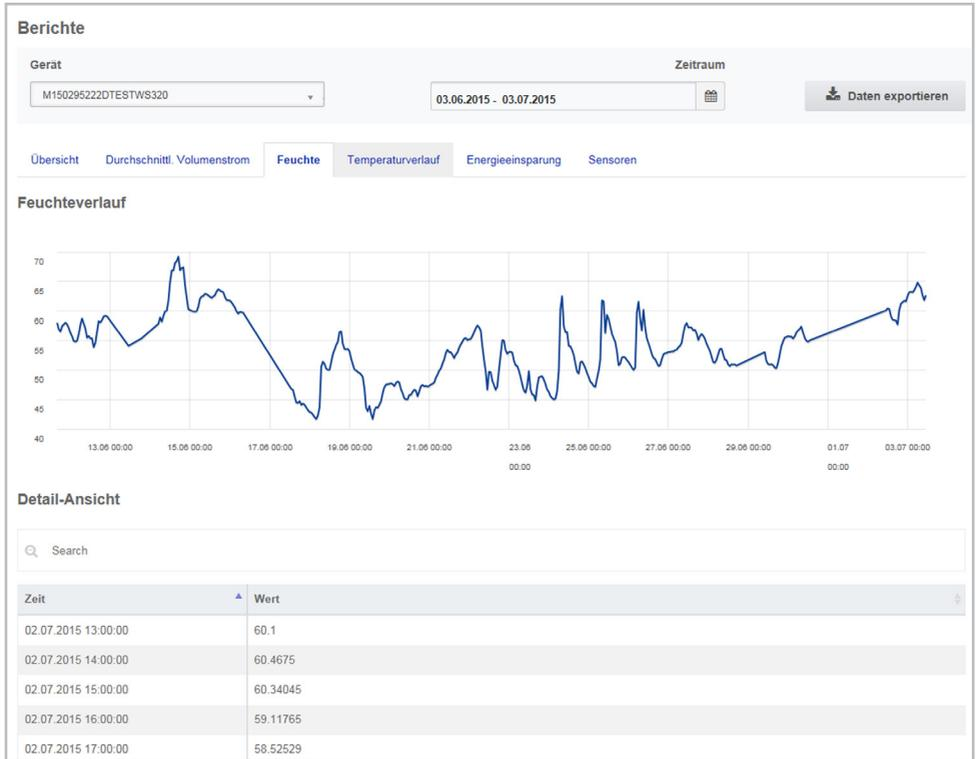 Berichte
Gerät Zeitraum
M150295222DTESTWS320 03.06.2015 - 03.07.2015 Daten exportieren
Übersicht Durchschnittl. Volumenstrom Feuchte Temperaturverlauf Energieeinsparung Sensoren
Feuchteverlauf
70
65
60
55
50
45
40
13.06 00:00 15.06 00:00 17.06 00:00 19.06 00:00 21.06 00:00 23.06 25.06 00:00 27.06 00:00 29.06 00:00 01.07 03.07 00:00
00:00 00:00
Detail-Ansicht
Search
Zeit Wert
02.07.2015 13:00:00 60.1
02.07.2015 14:00:00 60.4675
02.07.2015 15:00:00 60.34045
02.07.2015 16:00:00 59.11765
02.07.2015 17:00:00 58.52529